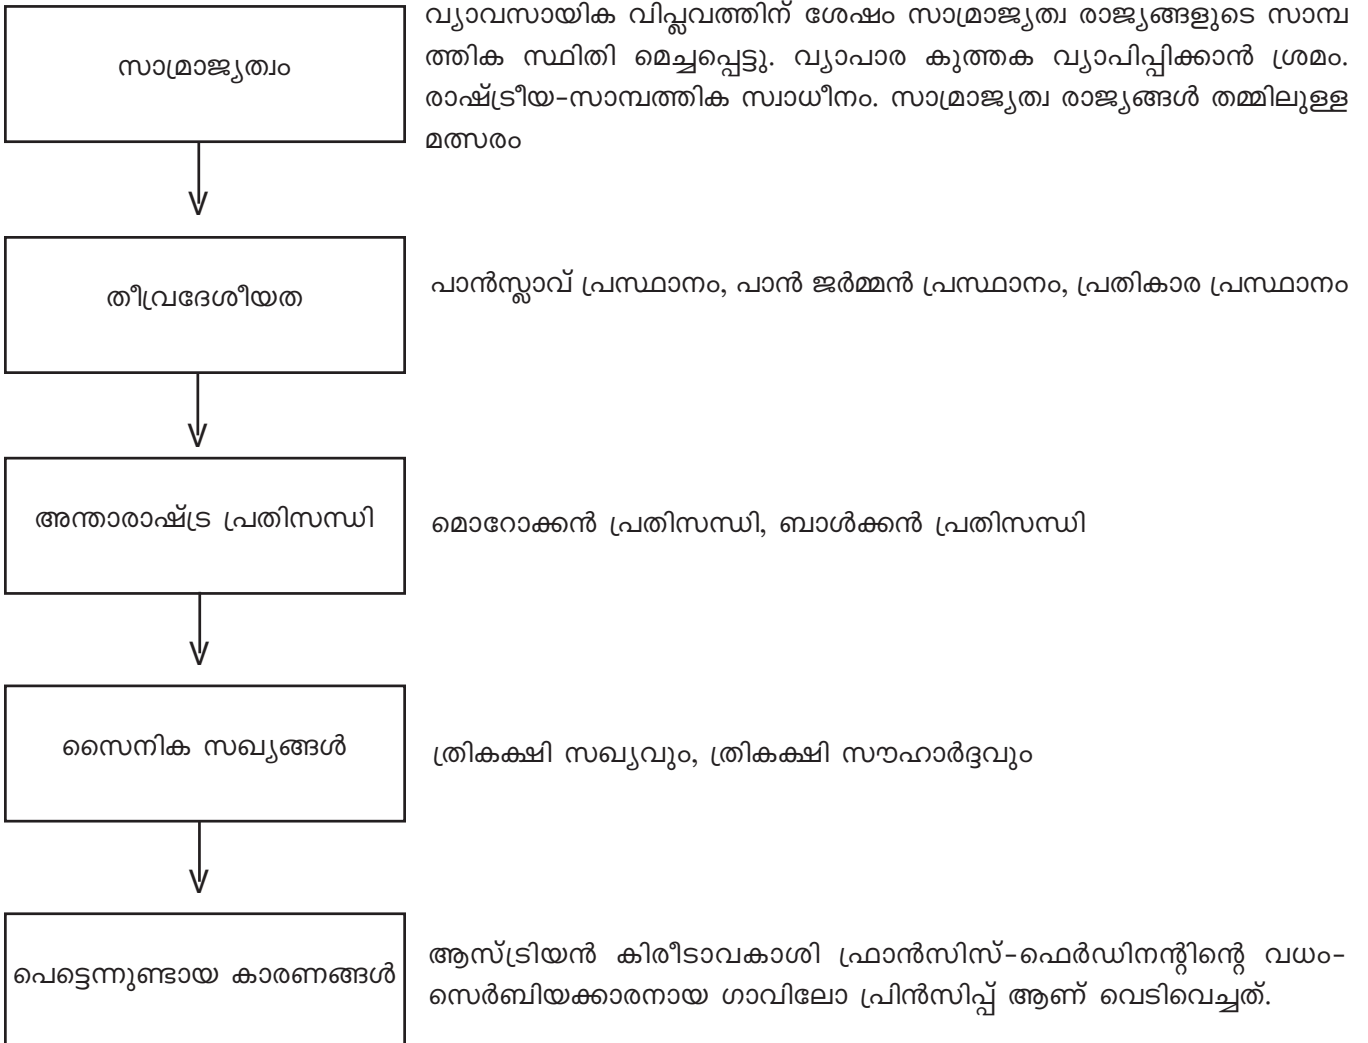 വ്യാവസായിക വിപ്ലവത്തിന് ശേഷം സാമ്രാജ്യത്വ രാജ്യങ്ങളുടെ സാമ്പ
സാമ്രാജ്യത്വം
ത്തിക സ്ഥിതി മെച്ചപ്പെട്ടു. വ്യാപാര കുത്തക വ്യാപിപ്പിക്കാൻ ശ്രമം.
രാഷ്ട്രീയ-സാമ്പത്തിക സ്വാധീനം. സാമ്രാജ്യത്വ രാജ്യങ്ങൾ തമ്മിലുള്ള
മത്സരം
തീവ്രദേശീയത
പാൻസ്ലാവ് പ്രസ്ഥാനം, പാൻ ജർമ്മൻ പ്രസ്ഥാനം, പ്രതികാര പ്രസ്ഥാനം
അന്താരാഷ്ട്ര പ്രതിസന്ധി
മൊറോക്കൻ പ്രതിസന്ധി, ബാൾക്കൻ പ്രതിസന്ധി
സൈനിക സഖ്യങ്ങൾ
ത്രികക്ഷി സഖ്യവും, ത്രികക്ഷി സൗഹാർദ്ദവും
പെട്ടെന്നുണ്ടായ കാരണങ്ങൾ
ആസ്ട്രിയൻ കിരീടാവകാശി ഫ്രാൻസിസ്-ഫെർഡിനന്റിന്റെ വധം-
സെർബിയക്കാരനായ ഗാവിലോ പ്രിൻസിപ്പ് ആണ് വെടിവെച്ചത്.